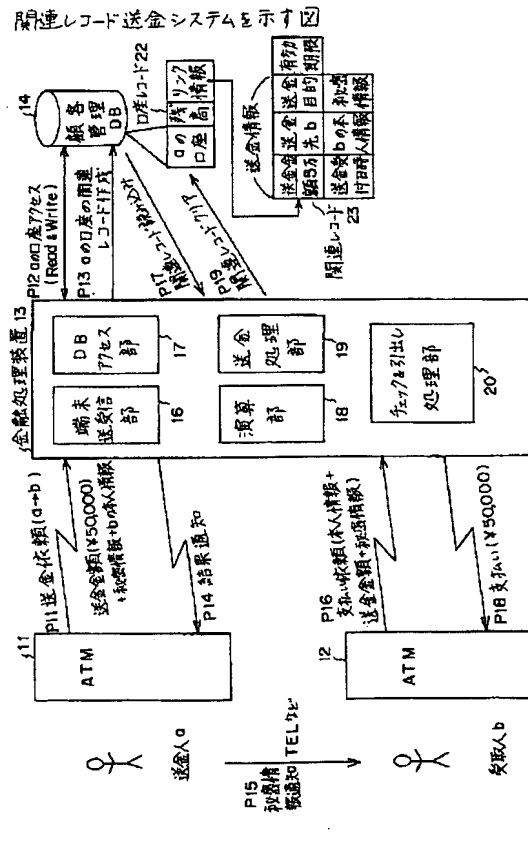 関連レコード送金システムを示す図
14
顧客
管理
DB
口座レコード22
aの
口座
残
高
リンク
情報
送金情報
送金金
額5万
送金
先b
送金
目的
有効
期限
送金
付日時
受bの本
人情報
秘密
情報
関連レコード
23
P12 aの口座アクセス
(Read & Write)
P13 aの口座の関連
レコード作成
P17
関連レコード読み込み
P19
関連レコードクリア
金融処理装置 13
DB
アクセス
部
17
端末
送受信
部
16
送金
処理
部
19
演算
部
18
チェック&引出し
処理部
20
P11 送金依頼(a→b)
送金金額(¥50,000)
+秘密情報+bの本人情報
P14 結果通知
P16
支払い依頼(本人情報+
送金金額+秘密情報)
P18 支払い(¥50,000)
11
ATM
12
ATM
送金人a
P15
秘密情
報通知
TELなど
受取人b